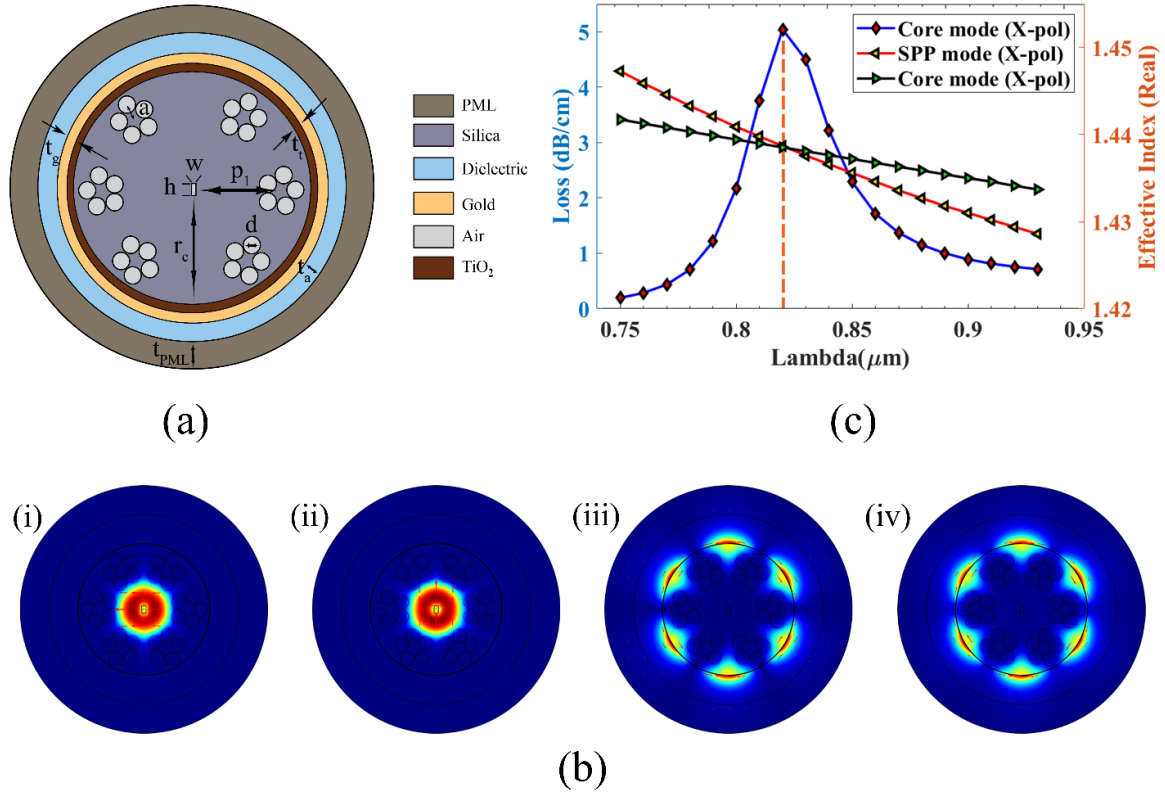 (a)
a
t_g
t_t
w
h
p_1
d
r_c
t_a
t_PML
PML
Silica
Dielectric
Gold
Air
TiO_2
Core mode (X-pol)
SPP mode (X-pol)
Core mode (X-pol)
Loss (dB/cm)
5
4
3
2
1
0
1.45
1.44
1.43
1.42
Effective Index (Real)
0.75 0.8 0.85 0.9 0.95
Lambda(μm)
(a) (c)
(i) (ii) (iii) (iv)
(b)